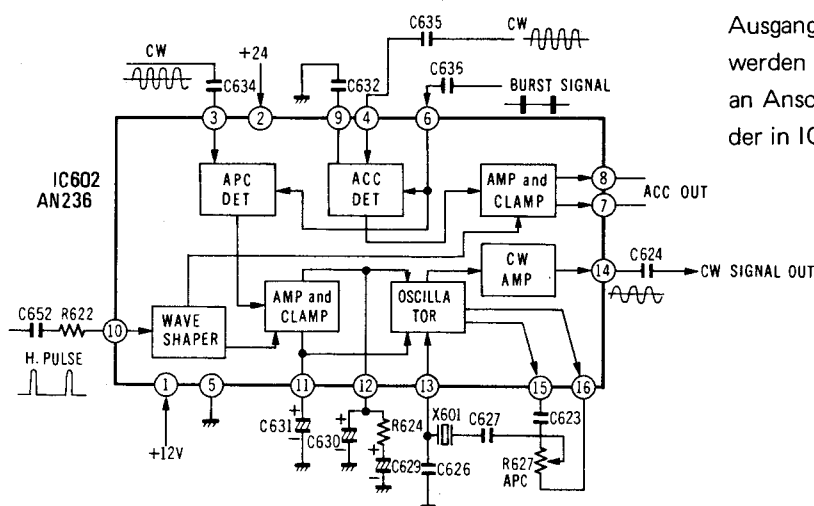 C635
CW
CW
+24
C634
C632
C636
BURST SIGNAL
3
2
9
4
6
IC602
AN236
APC
DET
ACC
DET
AMP and
CLAMP
8
7
ACC OUT
CW
AMP
14
C624
CW SIGNAL OUT
C652
R622
10
WAVE
SHAPER
AMP and
CLAMP
OSCILLA
TOR
H. PULSE
1
5
11
12
13
15
16
+12V
+
C631
-
+
C630
-
R624
+
C629
-
X601
C627
C626
C623
R627
APC
Ausgang
werden
an Ansc
der in IC